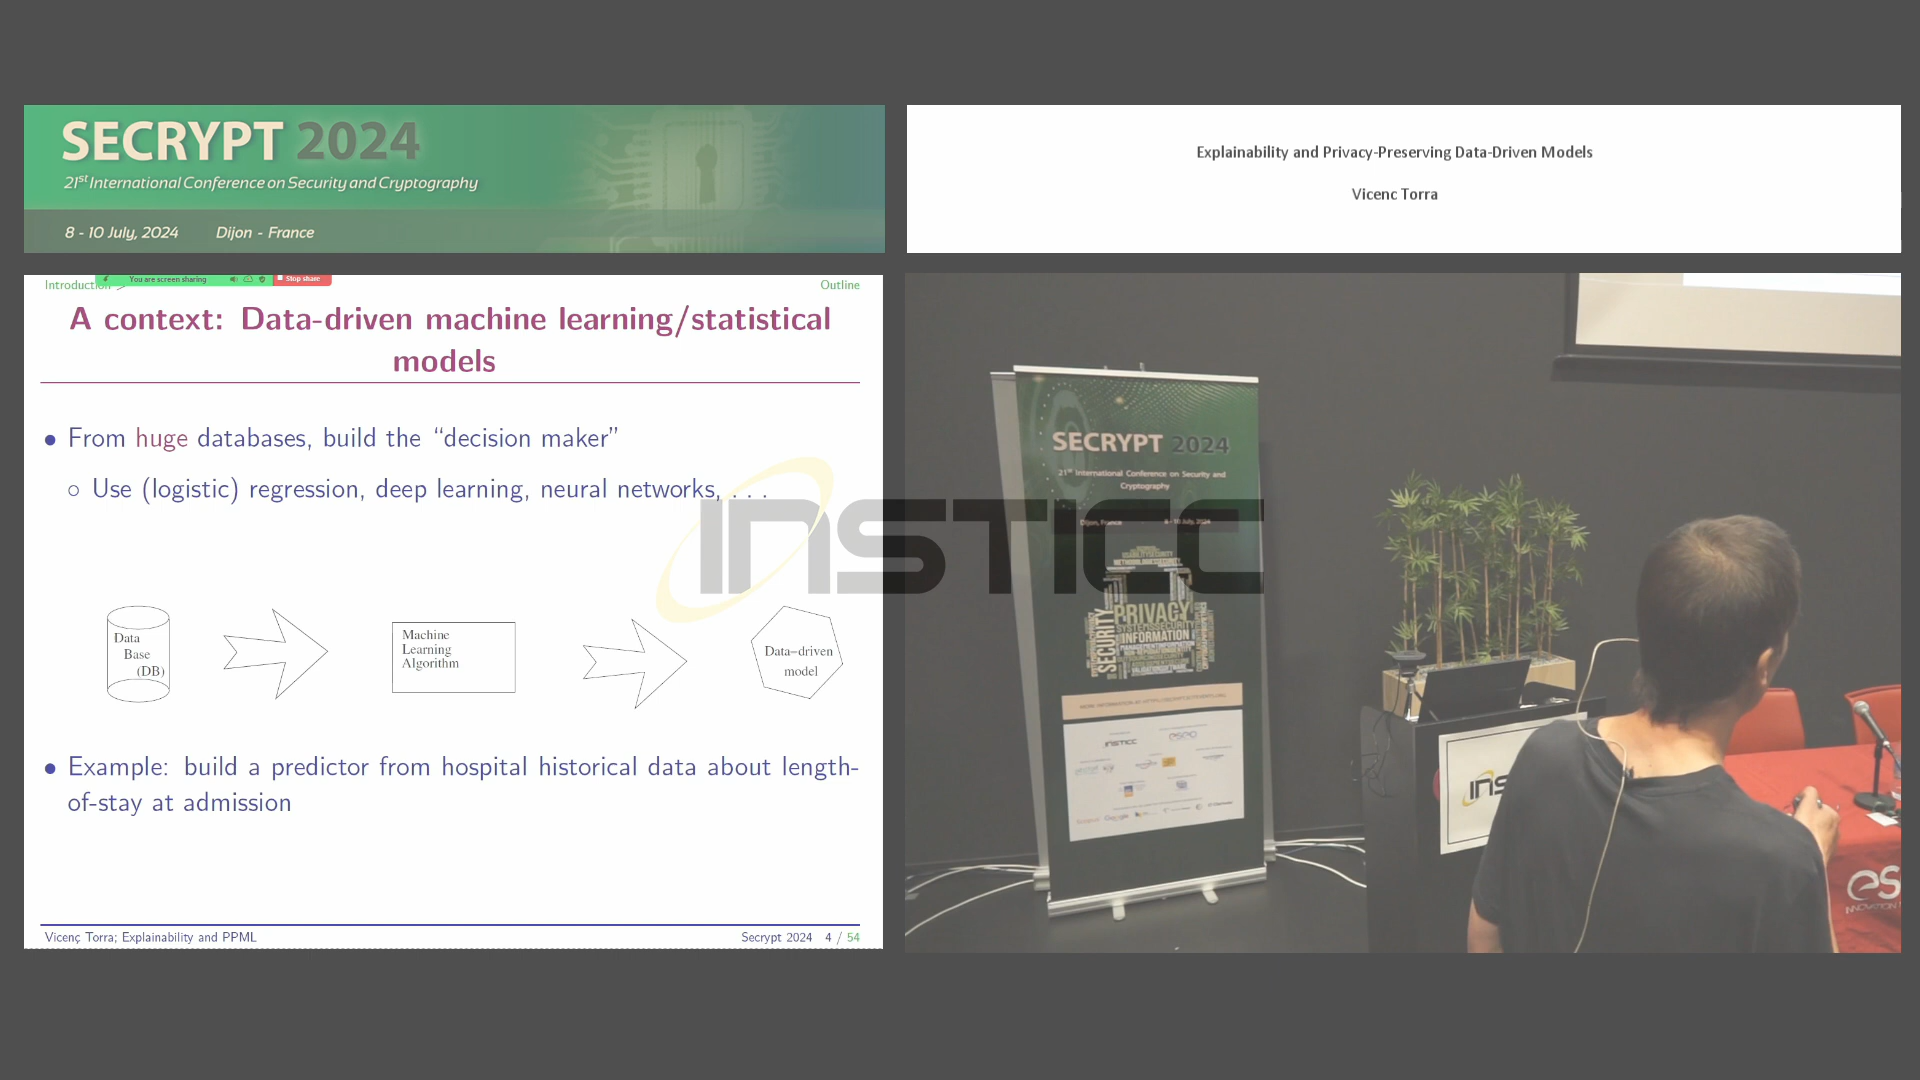 SECRYPT 2024
21st International Conference on Security and Cryptography
8 - 10 July, 2024 Dijon - France
Explainability and Privacy-Preserving Data-Driven Models
Vicenc Torra
You are screen sharing Stop share
Outline
A context: Data-driven machine learning/statistical
models
• From huge databases, build the “decision maker”
○ Use (logistic) regression, deep learning, neural networks, . . .
Data
Base
(DB)
Machine
Learning
Algorithm
Data–driven
model
• Example: build a predictor from hospital historical data about length-
of-stay at admission
Vicenç Torra; Explainability and PPML
Secrypt 2024 4 / 54
INSTICC
SECRYPT 2024
21st International Conference on Security and
Cryptography
Dijon, France 8 - 10 July, 2024
SECURITY
PRIVACY
INFORMATION
INSTICC